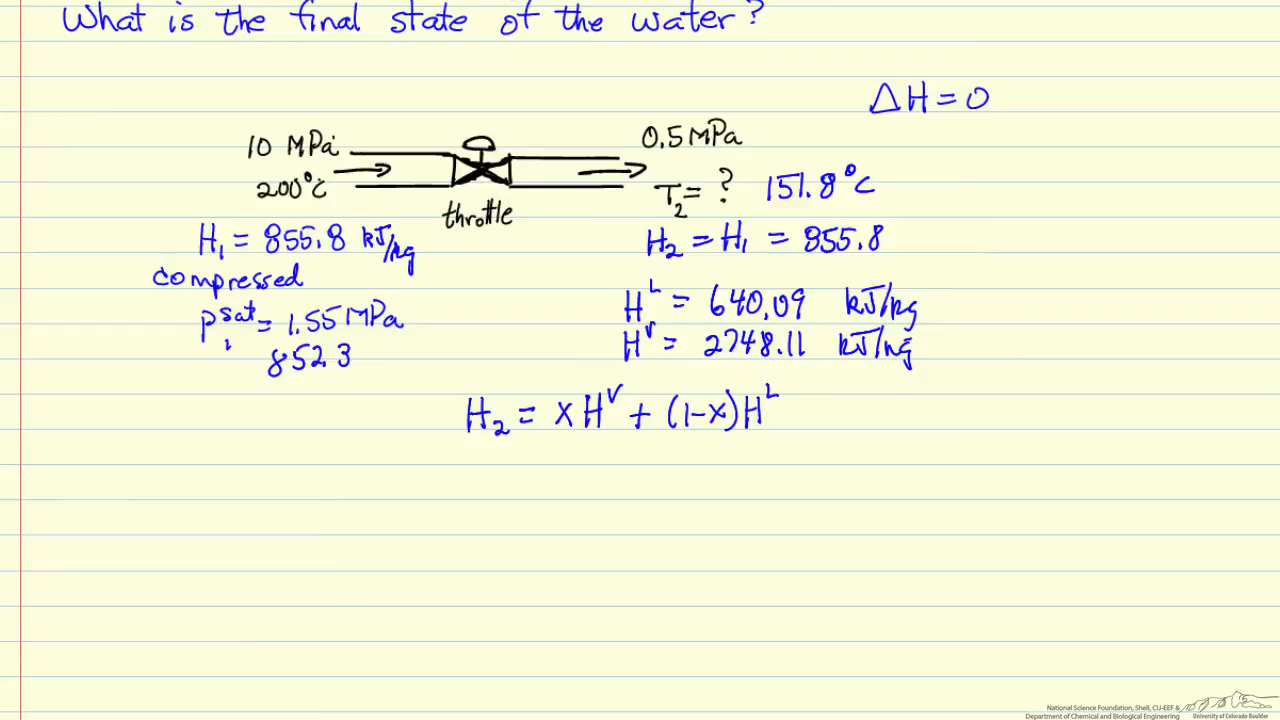 What is the final state of the water?
ΔH = 0
10 MPa
200°C
throttle
0.5 MPa
T₂ = ? 151.8°C
H₁ = 855.8 kJ/kg
compressed
P₁ˢᵃᵗ = 1.55 MPa
852.3
H₂ = H₁ = 855.8
Hᴸ = 640.09 kJ/kg
Hⱽ = 2748.11 kJ/kg
H₂ = xHⱽ + (1-x)Hᴸ
National Science Foundation, Shell, CU-EEF &
Department of Chemical and Biological Engineering
University of Colorado Boulder